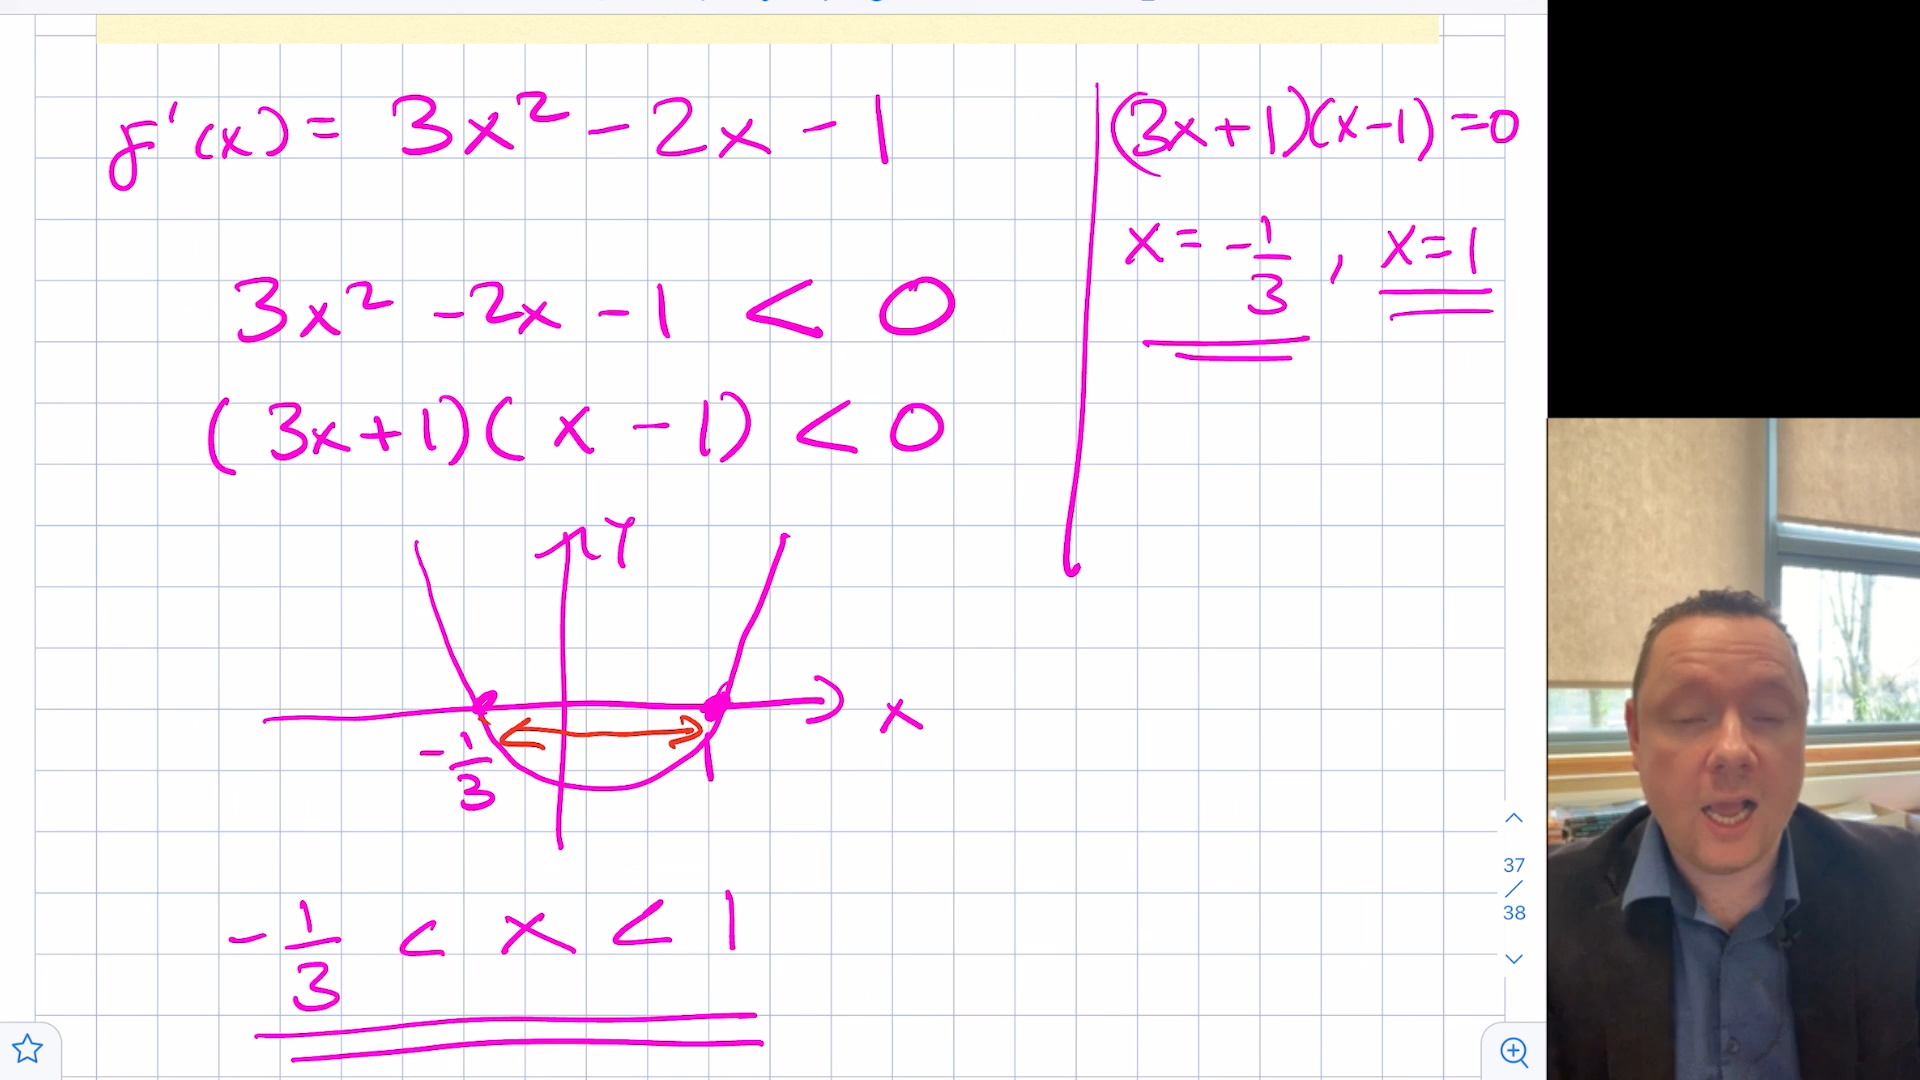 f'(x) = 3x² - 2x - 1
3x² - 2x - 1 < 0
(3x+1)(x - 1) < 0
Y
x
-1/3
1
-1/3 < x < 1
(3x+1)(x-1) = 0
x = -1/3 , x = 1
37
/
38